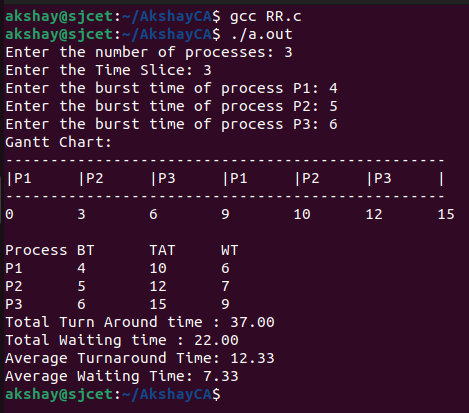 akshay@sjcet:~/AkshayCA$ gcc RR.c
akshay@sjcet:~/AkshayCA$ ./a.out
Enter the number of processes: 3
Enter the Time Slice: 3
Enter the burst time of process P1: 4
Enter the burst time of process P2: 5
Enter the burst time of process P3: 6
Gantt Chart:
-------------------------------------------------
|P1     |P2     |P3     |P1     |P2     |P3     |
-------------------------------------------------
0       3       6       9       10      12      15
Process BT      TAT     WT
P1      4       10      6
P2      5       12      7
P3      6       15      9
Total Turn Around time : 37.00
Total Waiting time : 22.00
Average Turnaround Time: 12.33
Average Waiting Time: 7.33
akshay@sjcet:~/AkshayCA$